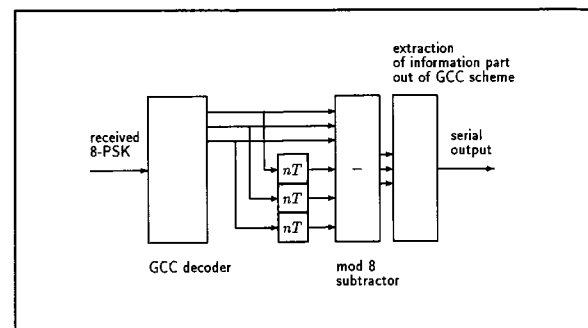 extraction
of information part
out of GCC scheme
received
8-PSK
serial
output
nT
nT
nT
−
GCC decoder
mod 8
subtractor